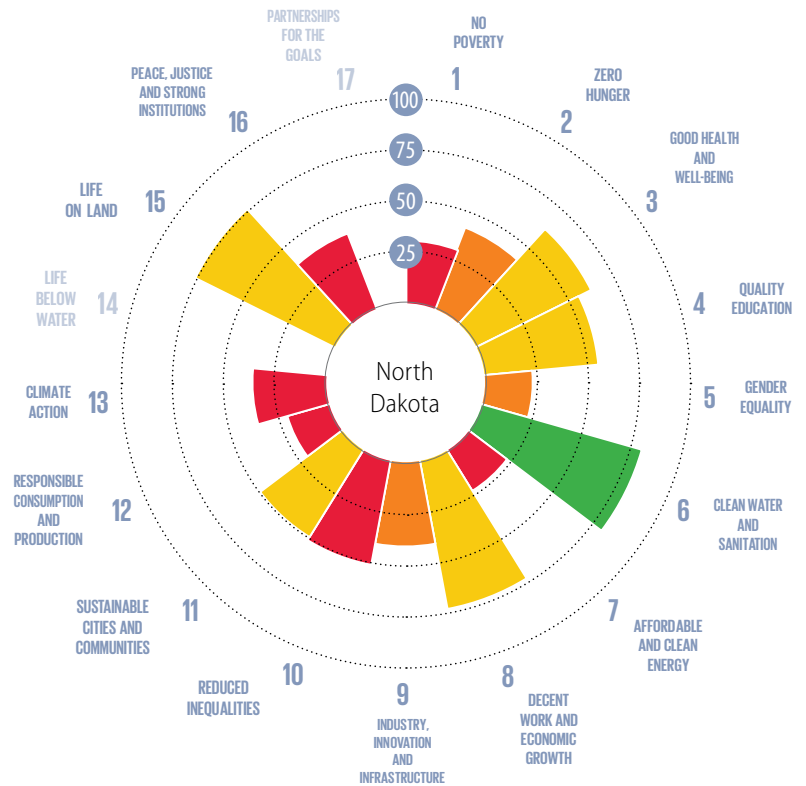 NO
POVERTY
1
ZERO
HUNGER
2
GOOD HEALTH
AND
WELL-BEING
3
4
QUALITY
EDUCATION
5
GENDER
EQUALITY
6
CLEAN WATER
AND
SANITATION
7
AFFORDABLE
AND CLEAN
ENERGY
8
DECENT
WORK AND
ECONOMIC
GROWTH
9
INDUSTRY,
INNOVATION
AND
INFRASTRUCTURE
10
REDUCED
INEQUALITIES
11
SUSTAINABLE
CITIES AND
COMMUNITIES
12
RESPONSIBLE
CONSUMPTION
AND
PRODUCTION
13
CLIMATE
ACTION
14
LIFE
BELOW
WATER
15
LIFE
ON LAND
16
PEACE, JUSTICE
AND STRONG
INSTITUTIONS
17
PARTNERSHIPS
FOR THE
GOALS
100
75
50
25
North
Dakota